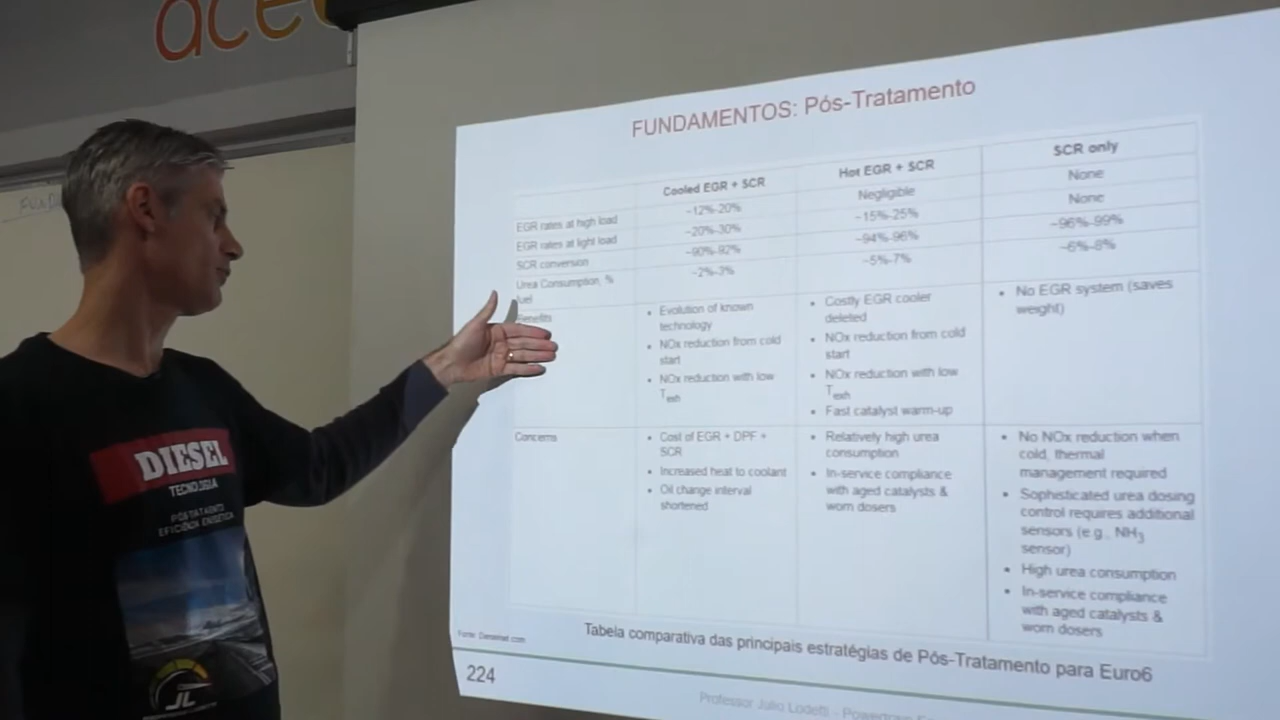 ace
FUNDAMENTOS: Pós-Tratamento
Cooled EGR + SCR
Hot EGR + SCR
SCR only
EGR rates at high load
~12%-20%
Negligible
None
EGR rates at light load
~20%-30%
~15%-25%
None
SCR conversion
~90%-92%
~94%-96%
~96%-99%
Urea Consumption, %
fuel
~2%-3%
~5%-7%
~6%-8%
Benefits
• Evolution of known
technology
• NOx reduction from cold
start
• NOx reduction with low
Texh
• Costly EGR cooler
deleted
• NOx reduction from cold
start
• NOx reduction with low
Texh
• Fast catalyst warm-up
• No EGR system (saves
weight)
Concerns
• Cost of EGR + DPF +
SCR
• Increased heat to coolant
• Oil change interval
shortened
• Relatively high urea
consumption
• In-service compliance
with aged catalysts &
worn dosers
• No NOx reduction when
cold, thermal
management required
• Sophisticated urea dosing
control requires additional
sensors (e.g., NH3
sensor)
• High urea consumption
• In-service compliance
with aged catalysts &
worn dosers
Tabela comparativa das principais estratégias de Pós-Tratamento para Euro6
224
Professor Julio Lodetti - Powertrain
DIESEL
TECNOLOGIA
EFICIÊNCIA ENERGÉTICA
JL